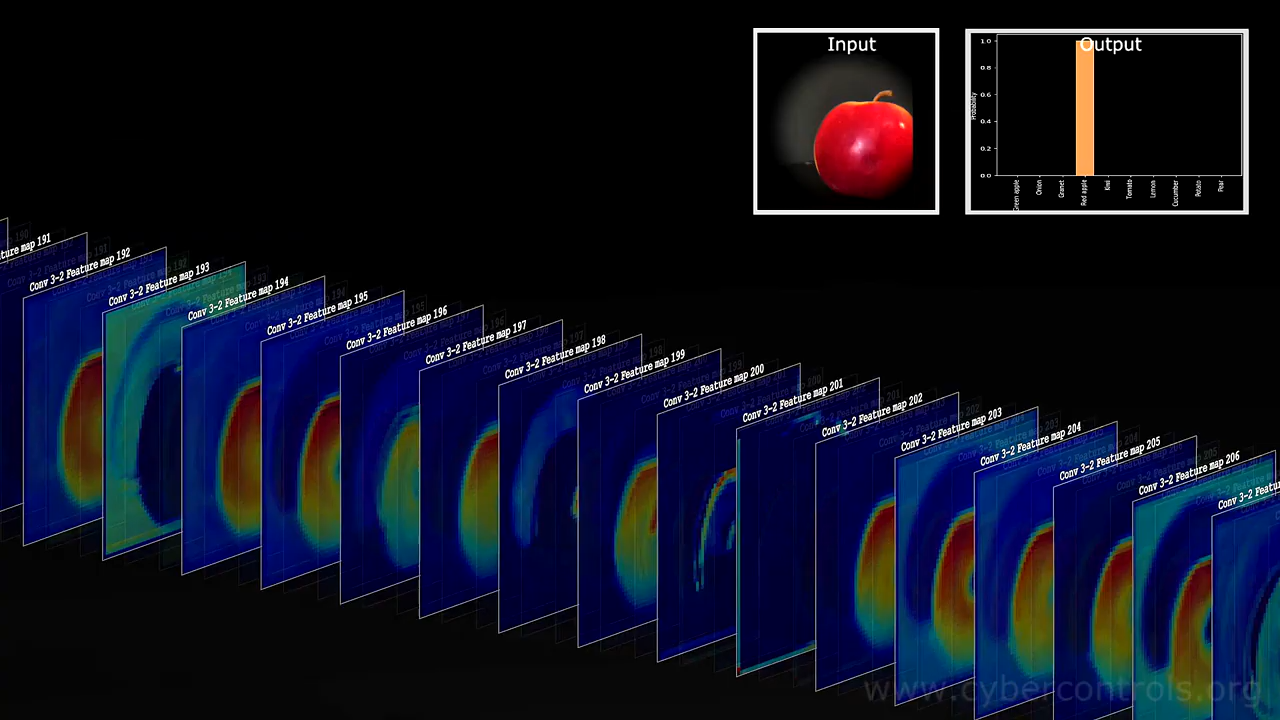 Input
Output
1.0
0.8
0.6
0.4
0.2
0.0
Probability
Green apple
Onion
Granet
Red apple
Kiwi
Tomato
Lemon
Cucumber
Potato
Pear
ture map 191
Conv 3-2 Feature map 192
Conv 3-2 Feature map 193
Conv 3-2 Feature map 194
Conv 3-2 Feature map 195
Conv 3-2 Feature map 196
Conv 3-2 Feature map 197
Conv 3-2 Feature map 198
Conv 3-2 Feature map 199
Conv 3-2 Feature map 200
Conv 3-2 Feature map 201
Conv 3-2 Feature map 202
Conv 3-2 Feature map 203
Conv 3-2 Feature map 204
Conv 3-2 Feature map 205
Conv 3-2 Feature map 206
Conv 3-2 Featu
www.cybercontrols.org